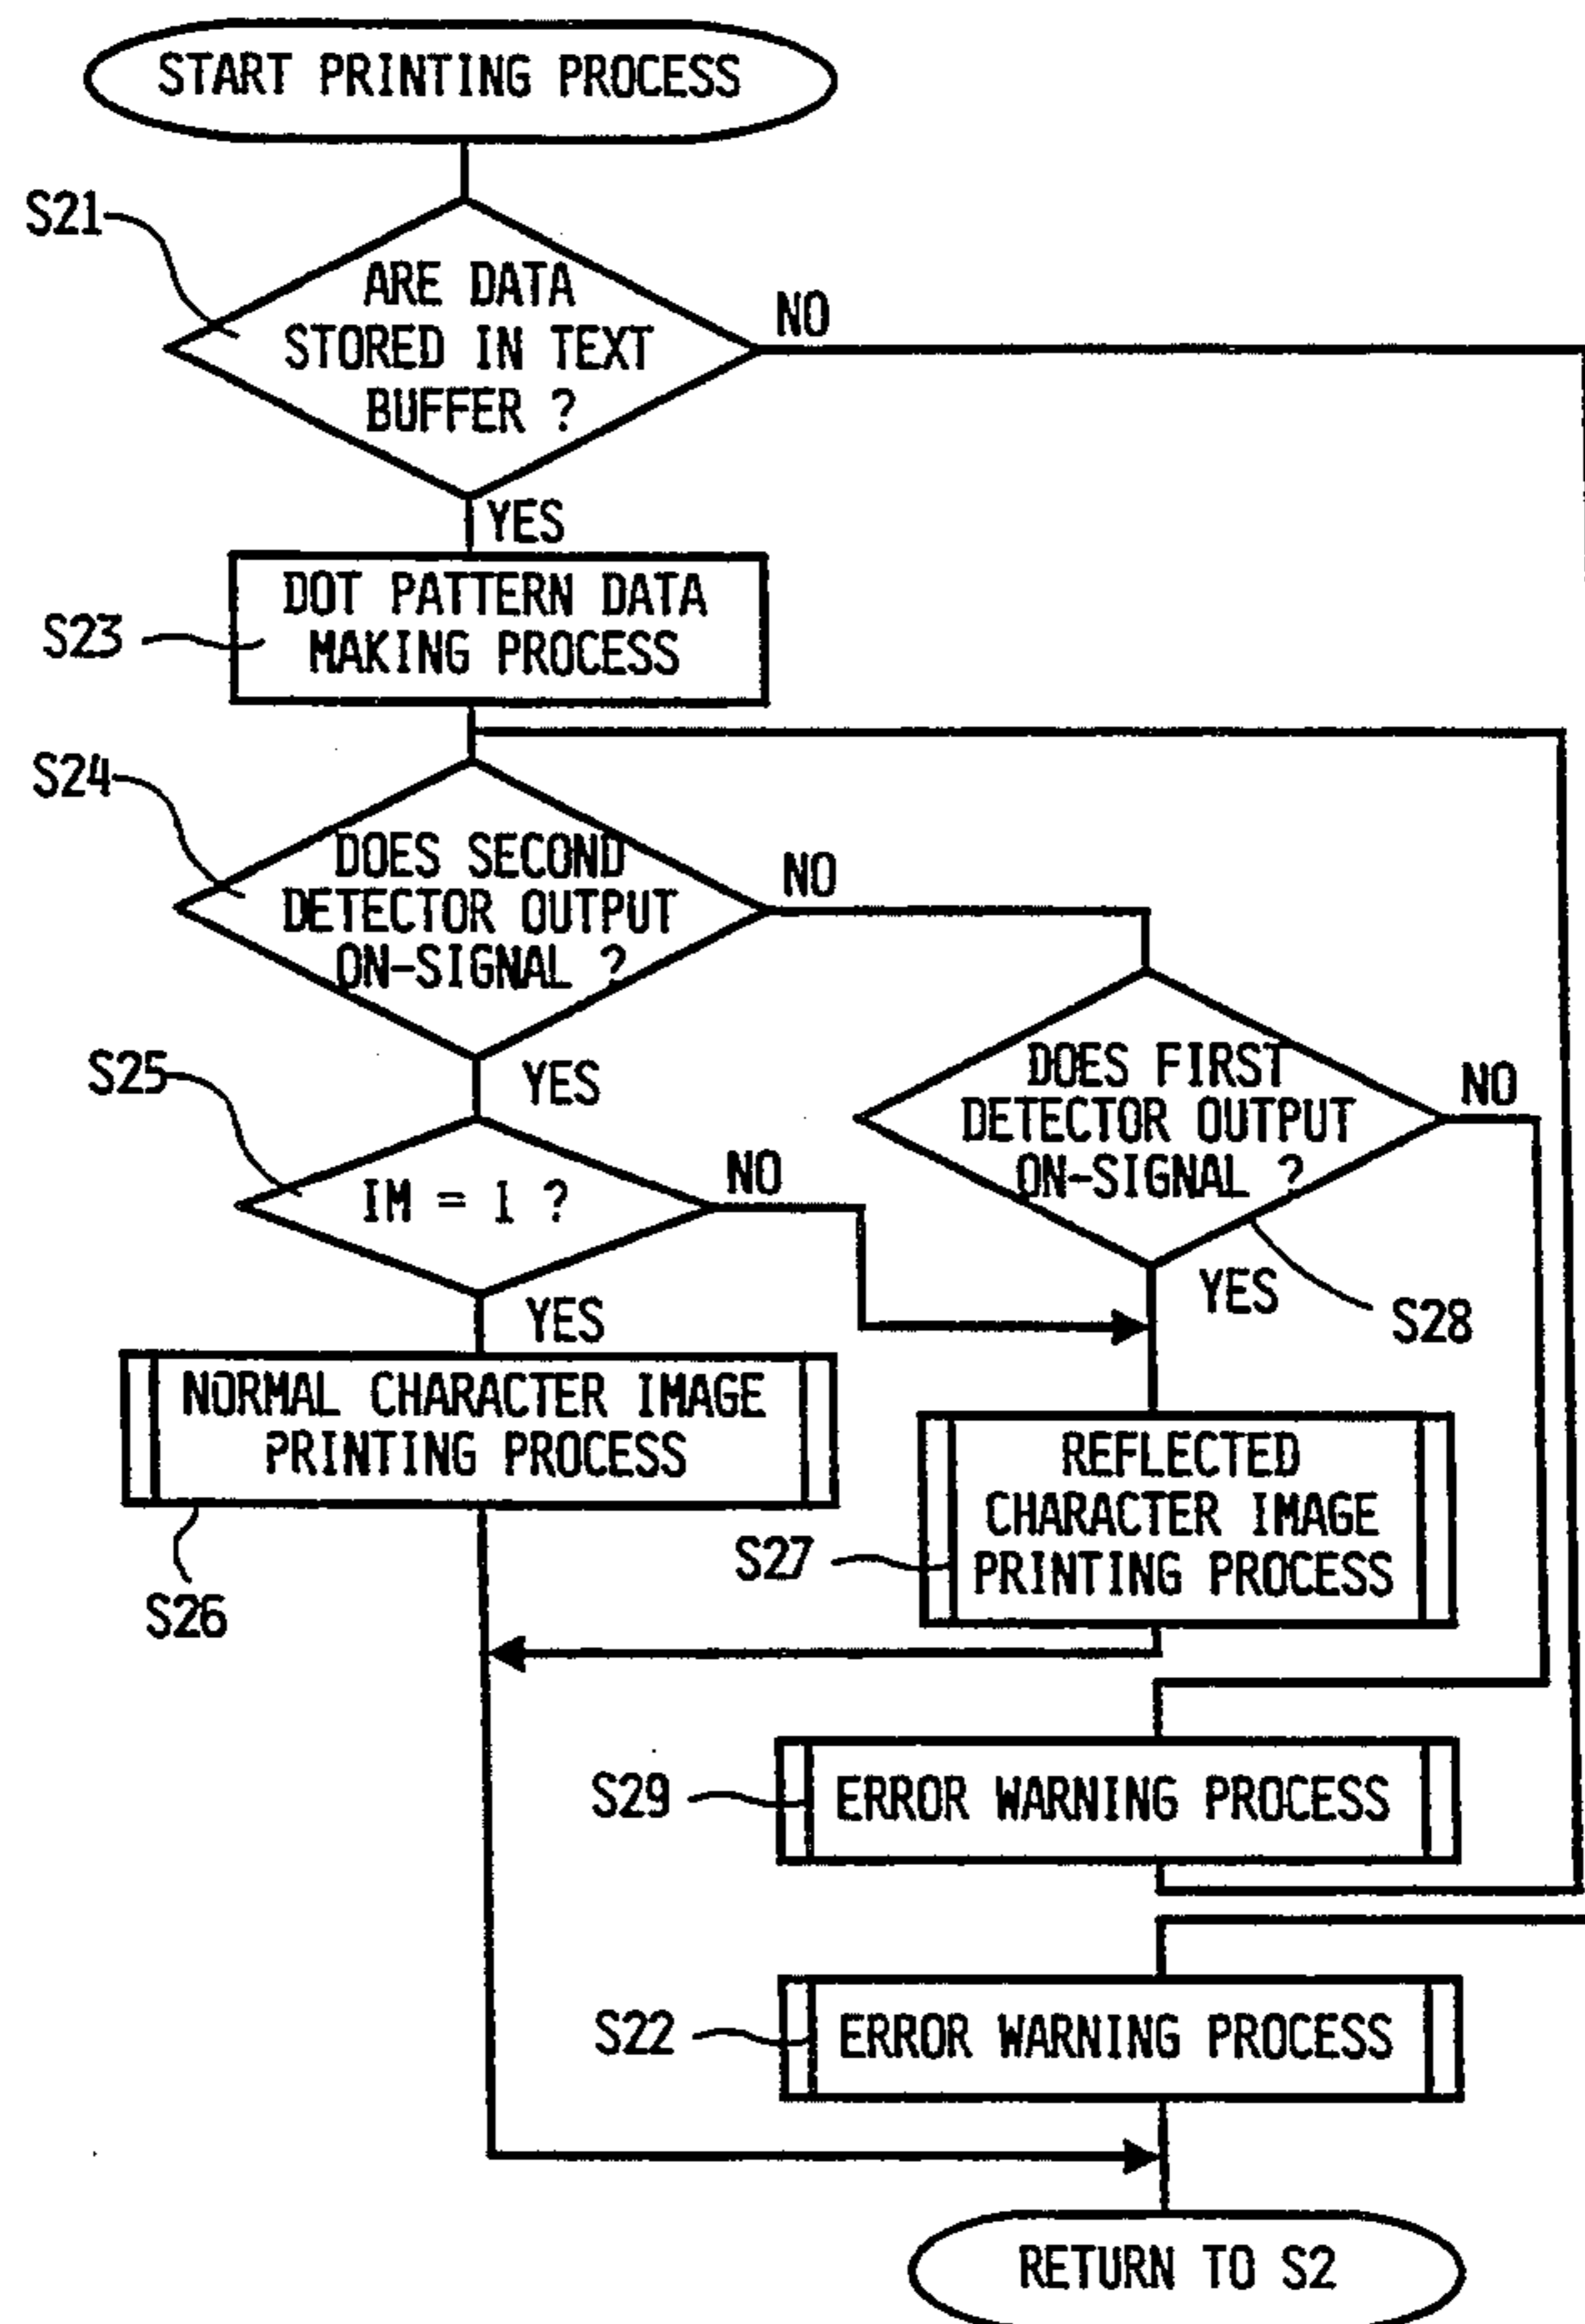 START PRINTING PROCESS
S21
ARE DATA
STORED IN TEXT
BUFFER ?
NO
YES
S23
DOT PATTERN DATA
MAKING PROCESS
S24
DOES SECOND
DETECTOR OUTPUT
ON-SIGNAL ?
NO
YES
DOES FIRST
DETECTOR OUTPUT
ON-SIGNAL ?
NO
YES
S28
S25
IM = 1 ?
NO
YES
NORMAL CHARACTER IMAGE
PRINTING PROCESS
S26
REFLECTED
CHARACTER IMAGE
PRINTING PROCESS
S27
S29
ERROR WARNING PROCESS
S22
ERROR WARNING PROCESS
RETURN TO S2